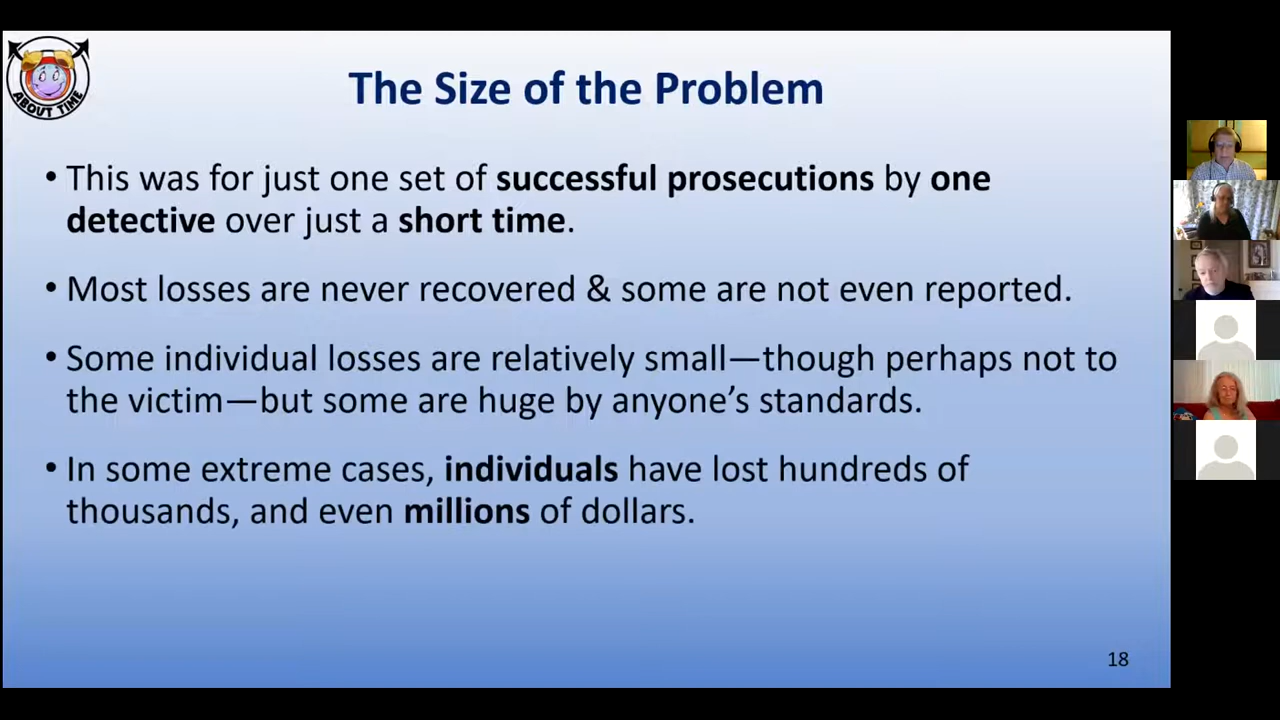 ABOUT TIME
The Size of the Problem
• This was for just one set of successful prosecutions by one
detective over just a short time.
• Most losses are never recovered & some are not even reported.
• Some individual losses are relatively small—though perhaps not to
the victim—but some are huge by anyone’s standards.
• In some extreme cases, individuals have lost hundreds of
thousands, and even millions of dollars.
18